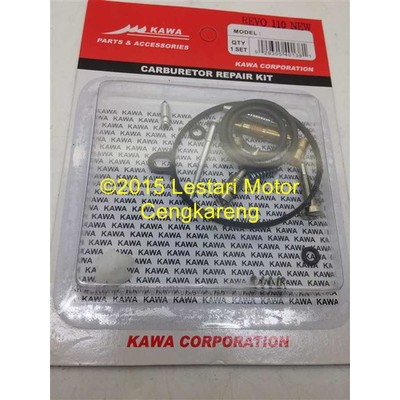 KAWA
PARTS & ACCESSORIES
REVO 110 NEW
MODEL :
QTY
1 SET
KAWA CORPORATION
CARBURETOR REPAIR KIT
©2015 Lestari Motor
Cengkareng
KAWA CORPORATION